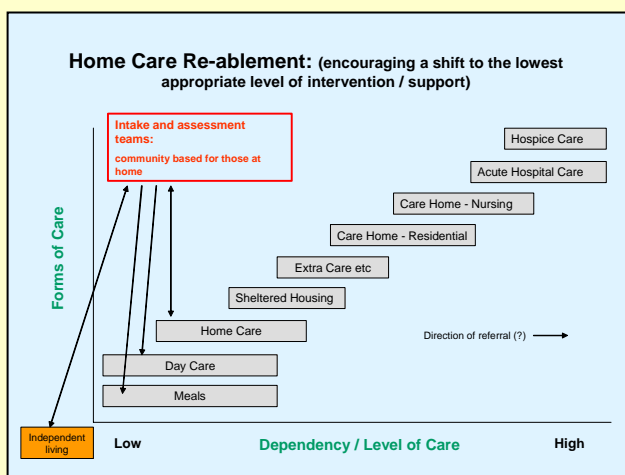 Home Care Re-ablement: (encouraging a shift to the lowest
appropriate level of intervention / support)
Intake and assessment
teams:
community based for those at
home
Hospice Care
Acute Hospital Care
Care Home - Nursing
Care Home - Residential
Extra Care etc
Sheltered Housing
Home Care
Direction of referral (?)
Day Care
Meals
Forms of Care
Independent
living
Low
Dependency / Level of Care
High